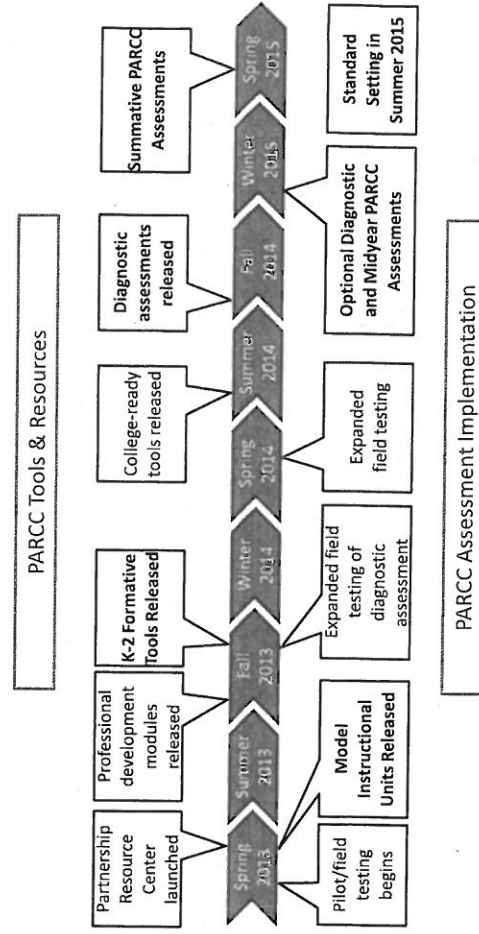 PARCC Tools & Resources
Partnership
Resource
Center
launched
Professional
development
modules
released
K-2 Formative
Tools Released
College-ready
tools released
Diagnostic
assessments
released
Summative PARCC
Assessments
Spring
2013
Summer
2013
Fall
2013
Winter
2014
Spring
2014
Summer
2014
Fall
2014
Winter
2015
Spring
2015
Pilot/field
testing
begins
Model
Instructional
Units Released
Expanded field
testing of
diagnostic
assessment
Expanded
field testing
Optional Diagnostic
and Midyear PARCC
Assessments
Standard
Setting in
Summer 2015
PARCC Assessment Implementation